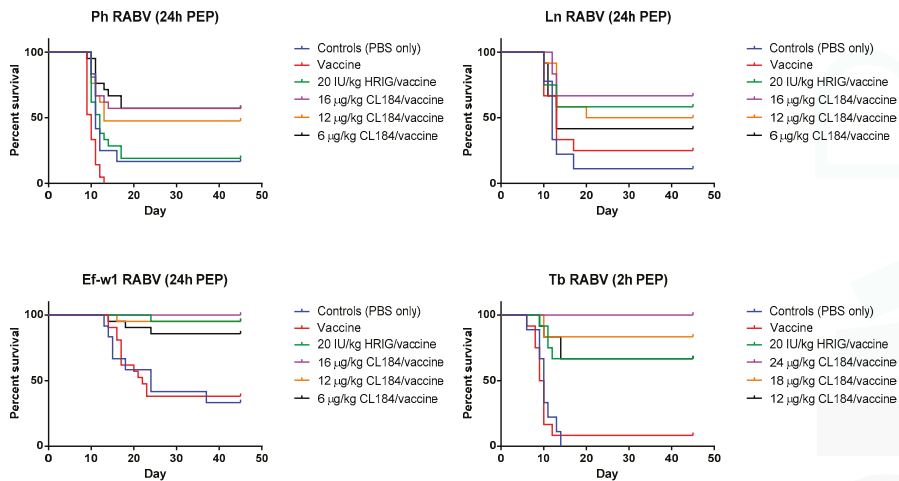 Ph RABV (24h PEP)
100
50
0
Percent survival
0 10 20 30 40 50
Day
Controls (PBS only)
Vaccine
20 IU/kg HRIG/vaccine
16 µg/kg CL184/vaccine
12 µg/kg CL184/vaccine
6 µg/kg CL184/vaccine
Ln RABV (24h PEP)
100
50
0
Percent survival
0 10 20 30 40 50
Day
Controls (PBS only)
Vaccine
20 IU/kg HRIG/vaccine
16 µg/kg CL184/vaccine
12 µg/kg CL184/vaccine
6 µg/kg CL184/vaccine
Ef-w1 RABV (24h PEP)
100
50
0
Percent survival
0 10 20 30 40 50
Day
Controls (PBS only)
Vaccine
20 IU/kg HRIG/vaccine
16 µg/kg CL184/vaccine
12 µg/kg CL184/vaccine
6 µg/kg CL184/vaccine
Tb RABV (2h PEP)
100
50
0
Percent survival
0 10 20 30 40 50
Day
Controls (PBS only)
Vaccine
20 IU/kg HRIG/vaccine
24 µg/kg CL184/vaccine
18 µg/kg CL184/vaccine
12 µg/kg CL184/vaccine